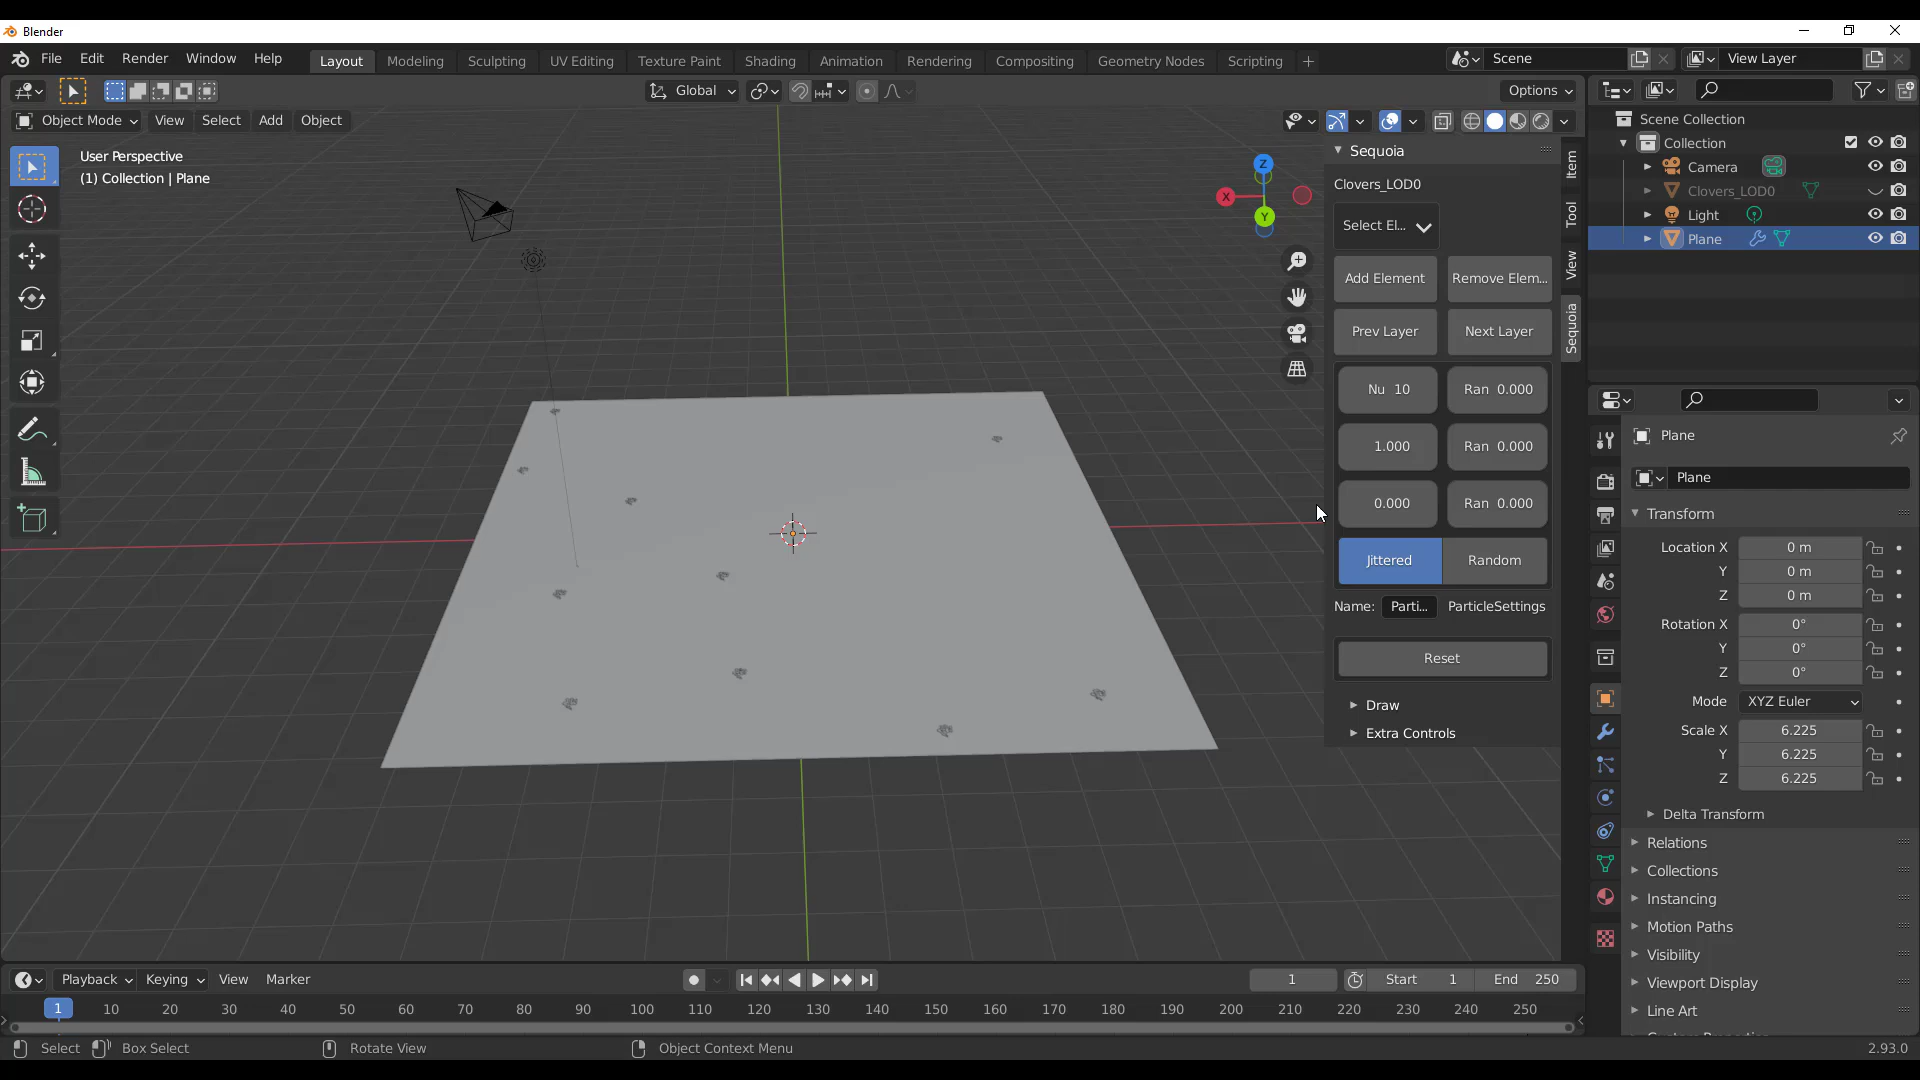 Blender
File Edit Render Window Help Layout Modeling Sculpting UV Editing Texture Paint Shading Animation Rendering Compositing Geometry Nodes Scripting + Scene View Layer
Global Options
Object Mode View Select Add Object
User Perspective
(1) Collection | Plane
Z
X
Y
Sequoia
Clovers_LOD0
Select El...
Add Element Remove Elem...
Prev Layer Next Layer
Nu 10 Ran 0.000
1.000 Ran 0.000
0.000 Ran 0.000
Jittered Random
Name: Parti... ParticleSettings
Reset
Draw
Extra Controls
Item
Tool
View
Sequoia
Scene Collection
Collection
Camera
Clovers_LOD0
Light
Plane
Plane
Plane
Transform
Location X 0 m
Y 0 m
Z 0 m
Rotation X 0°
Y 0°
Z 0°
Mode XYZ Euler
Scale X 6.225
Y 6.225
Z 6.225
Delta Transform
Relations
Collections
Instancing
Motion Paths
Visibility
Viewport Display
Line Art
Playback Keying View Marker 1 Start 1 End 250
1 10 20 30 40 50 60 70 80 90 100 110 120 130 140 150 160 170 180 190 200 210 220 230 240 250
Select Box Select Rotate View Object Context Menu 2.93.0